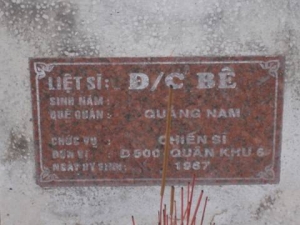 LIỆT SĨ: Đ/C BÊ
SINH NĂM:
QUÊ QUÁN: QUẢNG NAM
CHỨC VỤ: CHIẾN SĨ
ĐƠN VỊ: D500 QUÂN KHU 5
NGÀY HY SINH: 1967